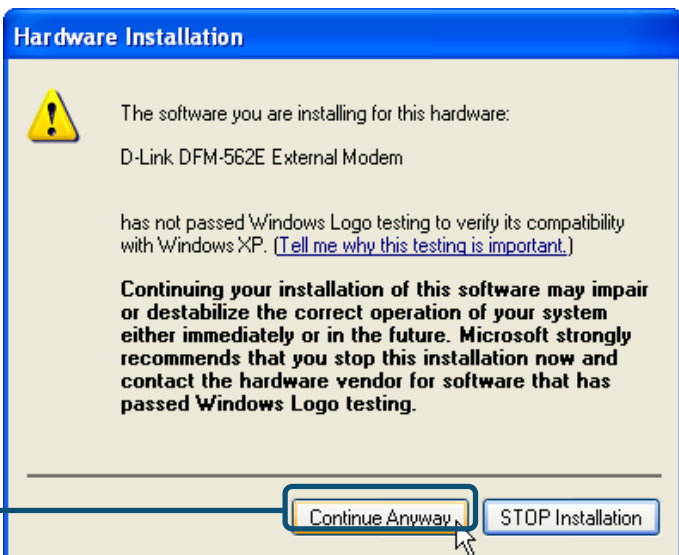 Hardware Installation
The software you are installing for this hardware:
D-Link DFM-562E External Modem
has not passed Windows Logo testing to verify its compatibility
with Windows XP. (Tell me why this testing is important.)
Continuing your installation of this software may impair
or destabilize the correct operation of your system
either immediately or in the future. Microsoft strongly
recommends that you stop this installation now and
contact the hardware vendor for software that has
passed Windows Logo testing.
Continue Anyway STOP Installation